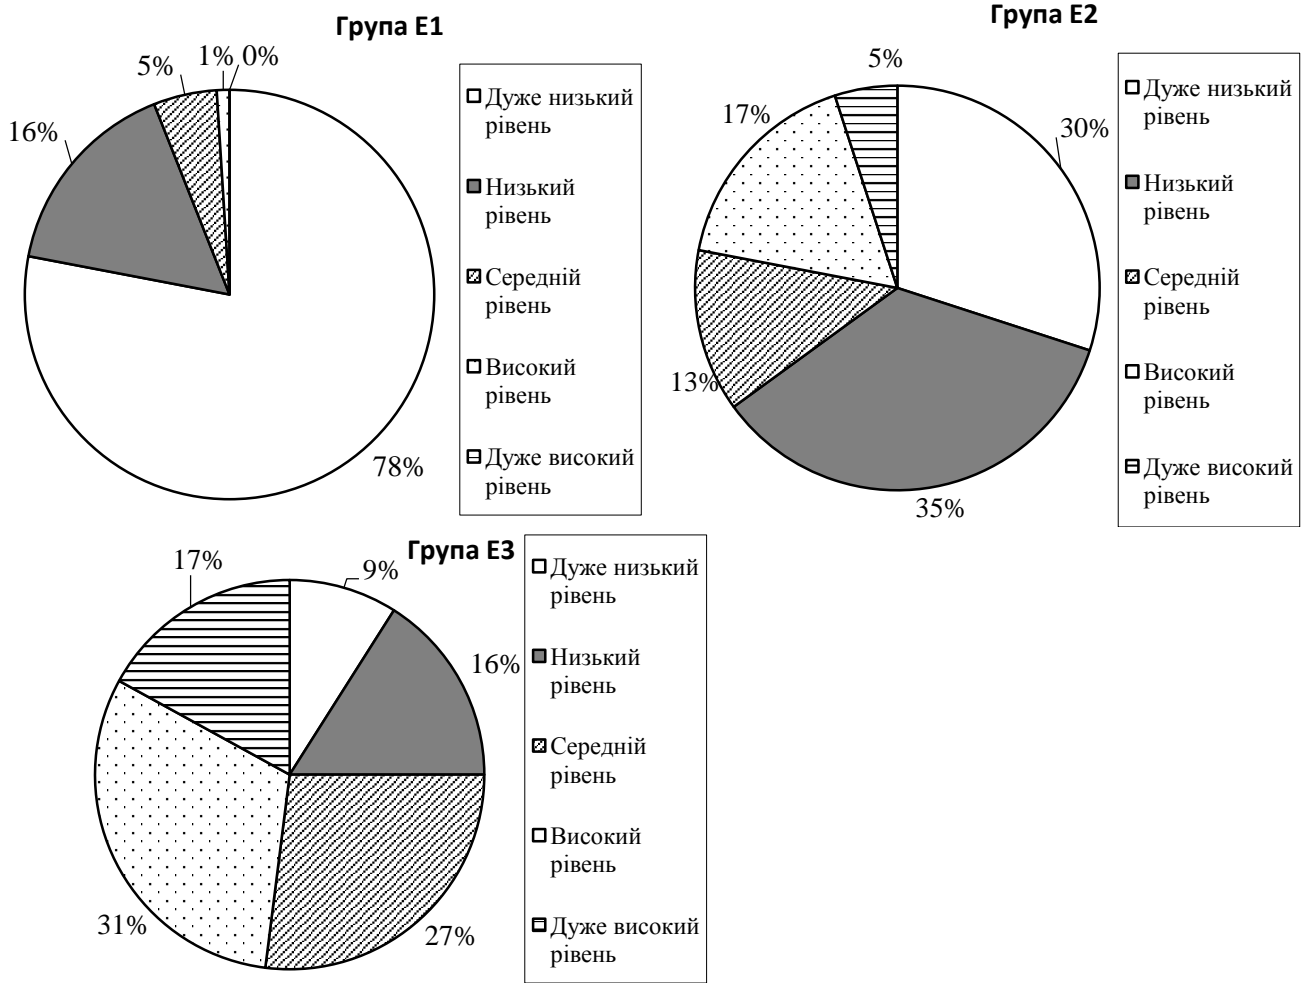 Група Е1
5%
1%
0%
16%
78%
Дуже низький
рівень
Низький
рівень
Середній
рівень
Високий
рівень
Дуже високий
рівень
Група Е2
5%
17%
30%
13%
35%
Дуже низький
рівень
Низький
рівень
Середній
рівень
Високий
рівень
Дуже високий
рівень
Група Е3
17%
9%
16%
31%
27%
Дуже низький
рівень
Низький
рівень
Середній
рівень
Високий
рівень
Дуже високий
рівень